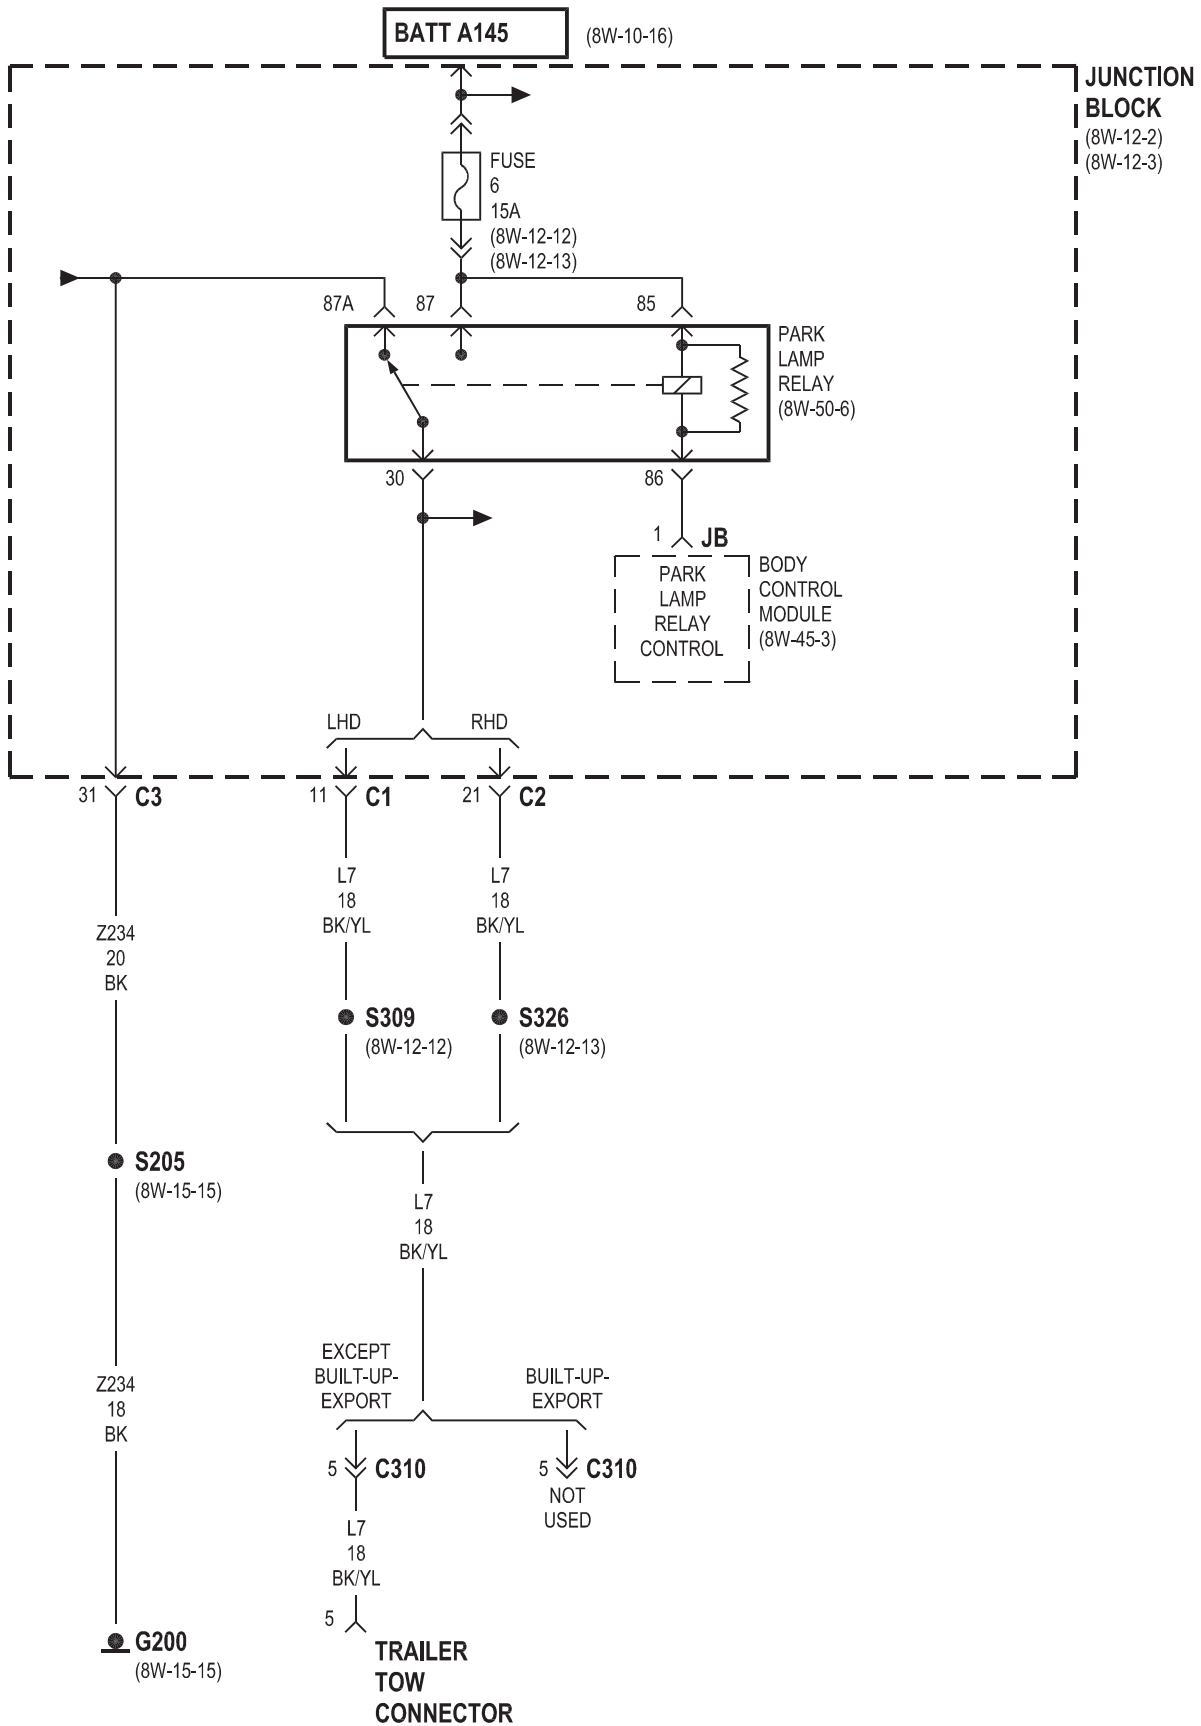 BATT A145
(8W-10-16)
JUNCTION
BLOCK
(8W-12-2)
(8W-12-3)
FUSE
6
15A
(8W-12-12)
(8W-12-13)
87A
87
85
PARK
LAMP
RELAY
(8W-50-6)
30
86
1
JB
PARK
LAMP
RELAY
CONTROL
BODY
CONTROL
MODULE
(8W-45-3)
LHD
RHD
31
C3
11
C1
21
C2
L7
18
BK/YL
L7
18
BK/YL
Z234
20
BK
S309
(8W-12-12)
S326
(8W-12-13)
S205
(8W-15-15)
L7
18
BK/YL
EXCEPT
BUILT-UP-
EXPORT
BUILT-UP-
EXPORT
Z234
18
BK
5
C310
5
C310
NOT
USED
L7
18
BK/YL
5
TRAILER
TOW
CONNECTOR
G200
(8W-15-15)